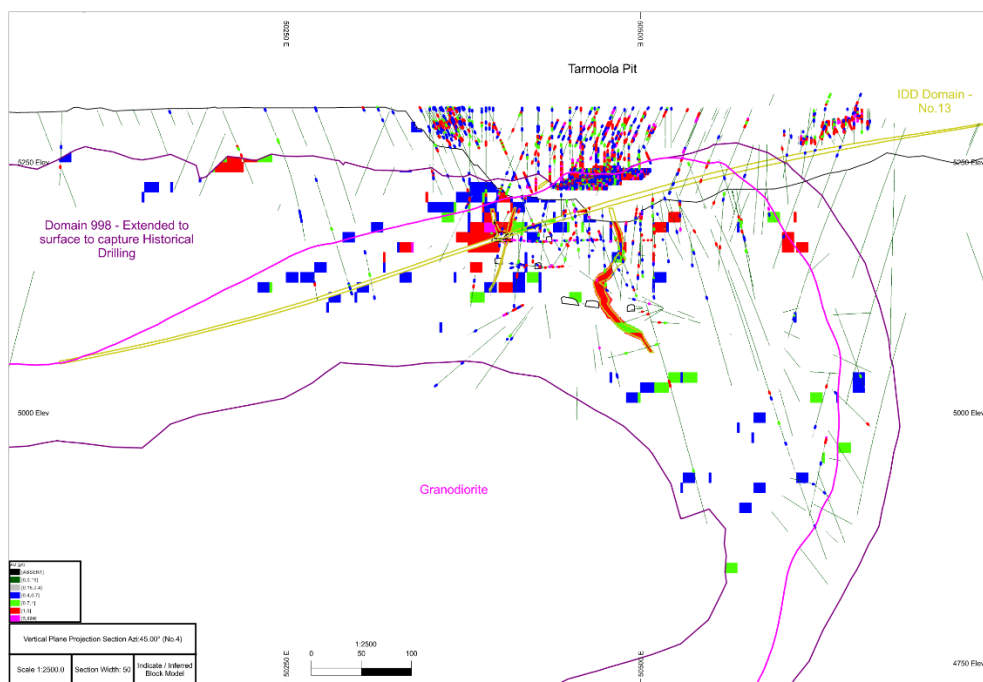 50250 E
50500 E
Tarmoola Pit
IDD Domain -
No.13
5250 Elev
5250 Elev
Domain 998 - Extended to
surface to capture Historical
Drilling
5000 Elev
5000 Elev
Granodiorite
[ABSENT]
Vertical Plane Projection Section Azi:45.00° (No.4)
Scale 1:2500.0
Section Width: 50
Indicate / Inferred
Block Model
50250 E
1:2500
0 50 100
50500 E
4750 Elev